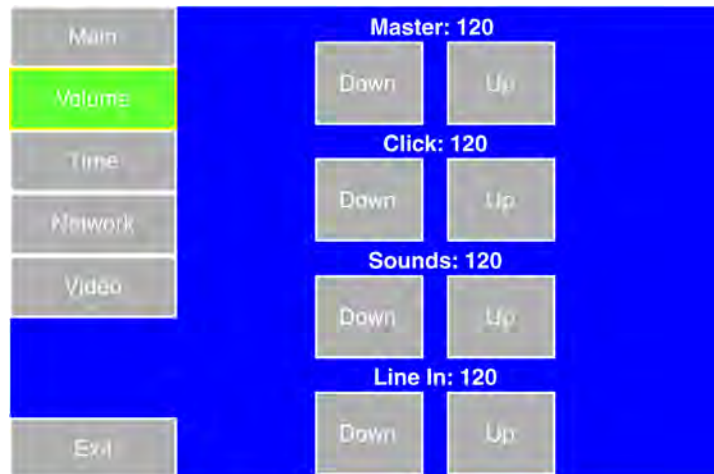 Main
Volume
Time
Network
Video
Exit
Master: 120
Down Up
Click: 120
Down Up
Sounds: 120
Down Up
Line In: 120
Down Up